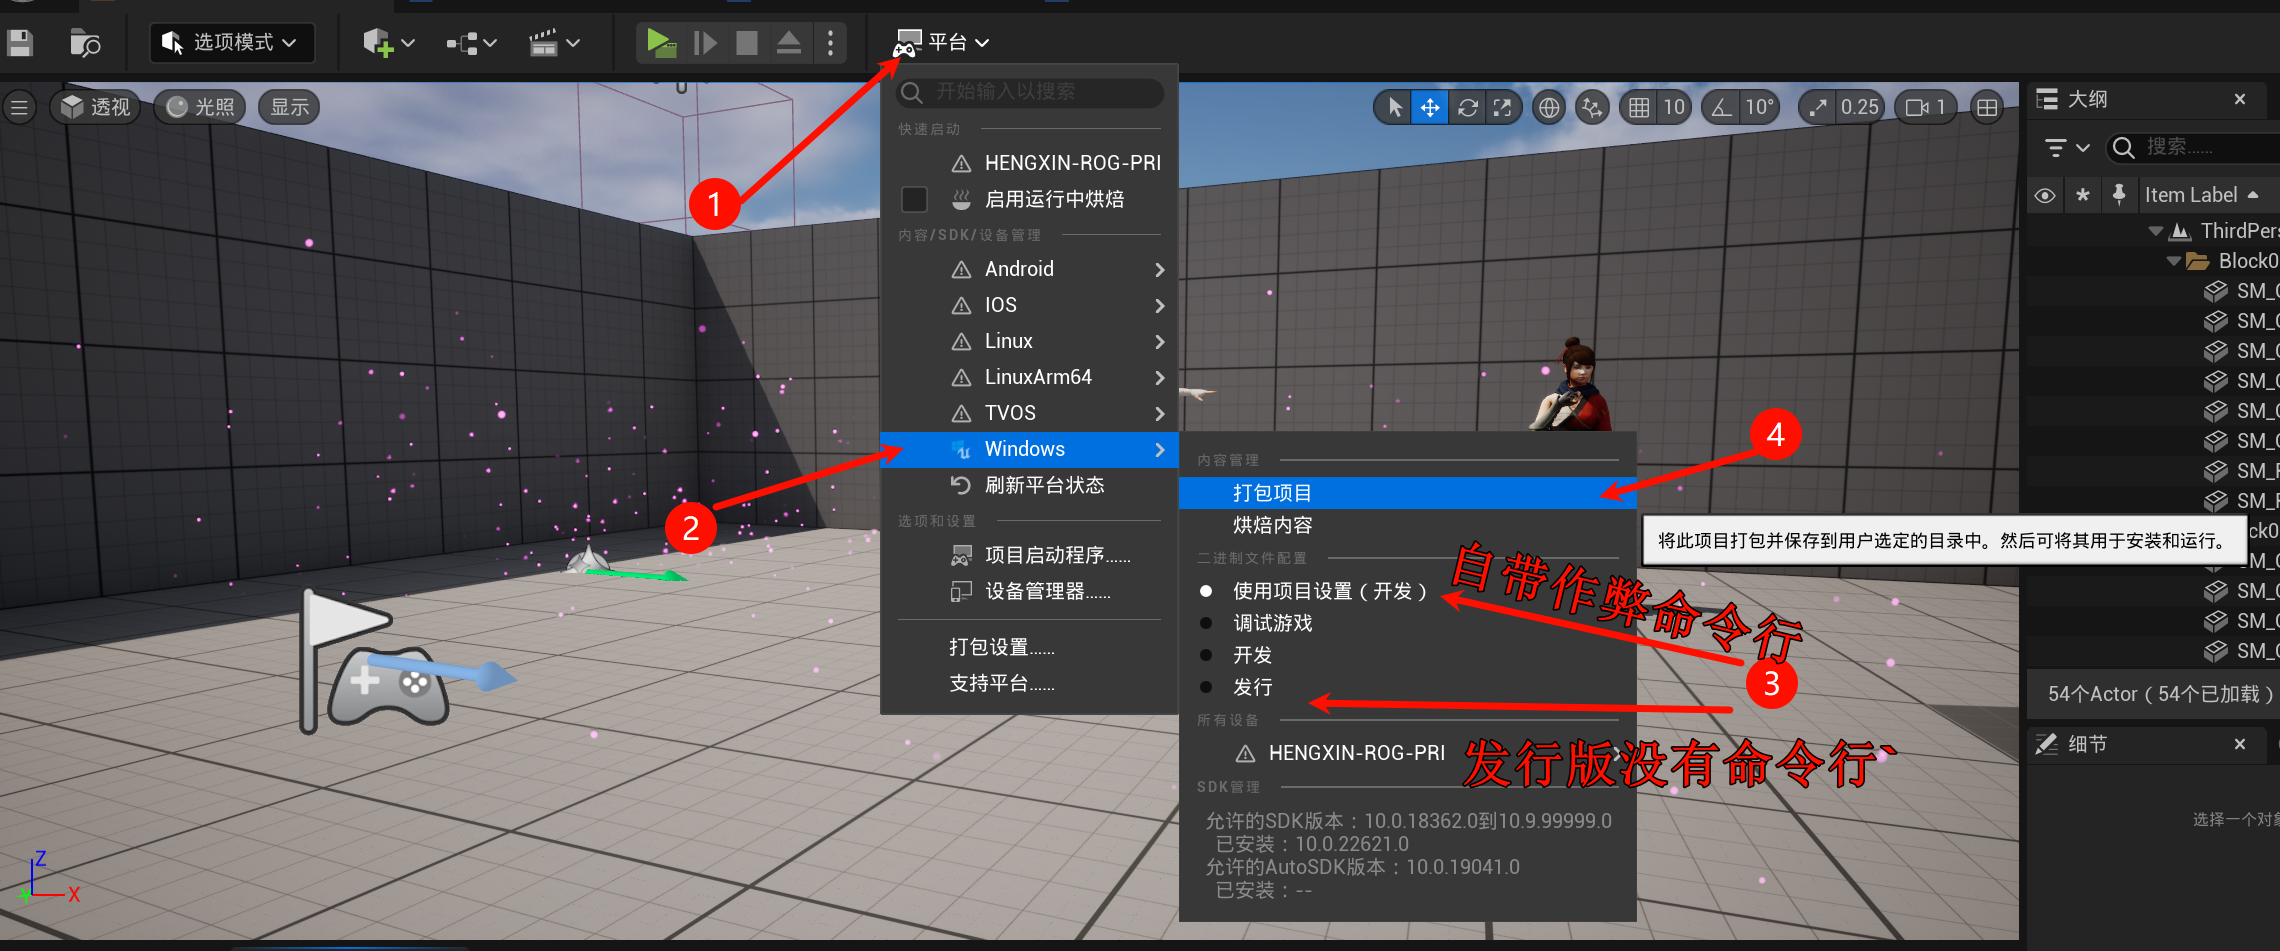 选项模式
平台
透视
光照
显示
10
10°
0.25
1
开始输入以搜索
快速启动
HENGXIN-ROG-PRI
启用运行中烘焙
内容/SDK/设备管理
Android
IOS
Linux
LinuxArm64
TVOS
Windows
刷新平台状态
选项和设置
项目启动程序......
设备管理器......
打包设置......
支持平台......
1
2
内容管理
打包项目
烘焙内容
二进制文件配置
使用项目设置（开发）
调试游戏
开发
发行
所有设备
HENGXIN-ROG-PRI
SDK管理
允许的SDK版本：10.0.18362.0到10.9.99999.0
已安装：10.0.22621.0
允许的AutoSDK版本：10.0.19041.0
已安装：--
4
将此项目打包并保存到用户选定的目录中。然后可将其用于安装和运行。
自带作弊命令行
3
发行版没有命令行`
大纲
搜索......
Item Label
ThirdPers
Block0
SM_
SM_
SM_
SM_
SM_
SM_
SM_
SM_
ck0
SM_
SM_
SM_
SM_
54个Actor（54个已加载）
细节
选择一个对象
Z
X
Y